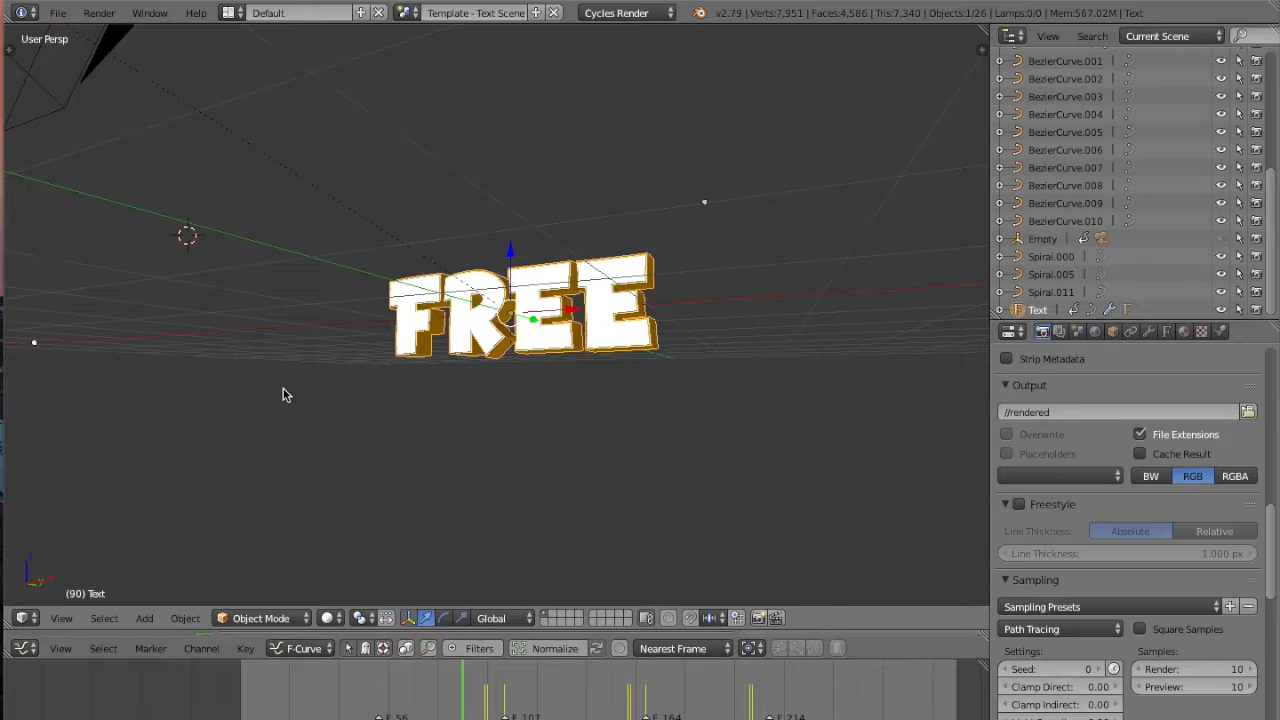 File Render Window Help Default Template - Text Scene Cycles Render v2.79 | Verts:7,951 | Faces:4,586 | Tris:7,340 | Objects:1/26 | Lamps:0/0 | Mem:567.02M | Text
User Persp
View Search Current Scene
BezierCurve.001
BezierCurve.002
BezierCurve.003
BezierCurve.004
BezierCurve.005
BezierCurve.006
BezierCurve.007
BezierCurve.008
BezierCurve.009
BezierCurve.010
Empty
Spiral.000
Spiral.005
Spiral.011
Text
FREE
Strip Metadata
Output
//rendered
Overwrite File Extensions
Placeholders Cache Result
BW RGB RGBA
Freestyle
Line Thickness: Absolute Relative
Line Thickness: 1.000 px
Sampling
Sampling Presets
Path Tracing Square Samples
Settings: Samples:
Seed: 0 Render: 10
Clamp Direct: 0.00 Preview: 10
Clamp Indirect: 0.00
(90) Text
View Select Add Object Object Mode Global
View Select Marker Channel Key F-Curve Filters Normalize Nearest Frame
F_56 F_107 F_164 F_214